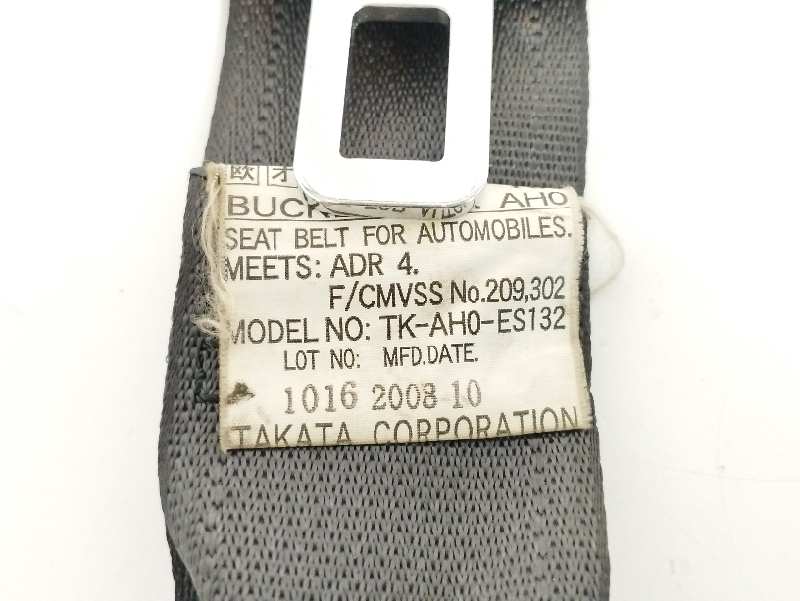 欧
BUCK AH0
SEAT BELT FOR AUTOMOBILES.
MEETS: ADR 4.
F/CMVSS No.209,302
MODEL NO: TK-AH0-ES132
LOT NO: MFD.DATE.
1016 2008 10
TAKATA CORPORATION